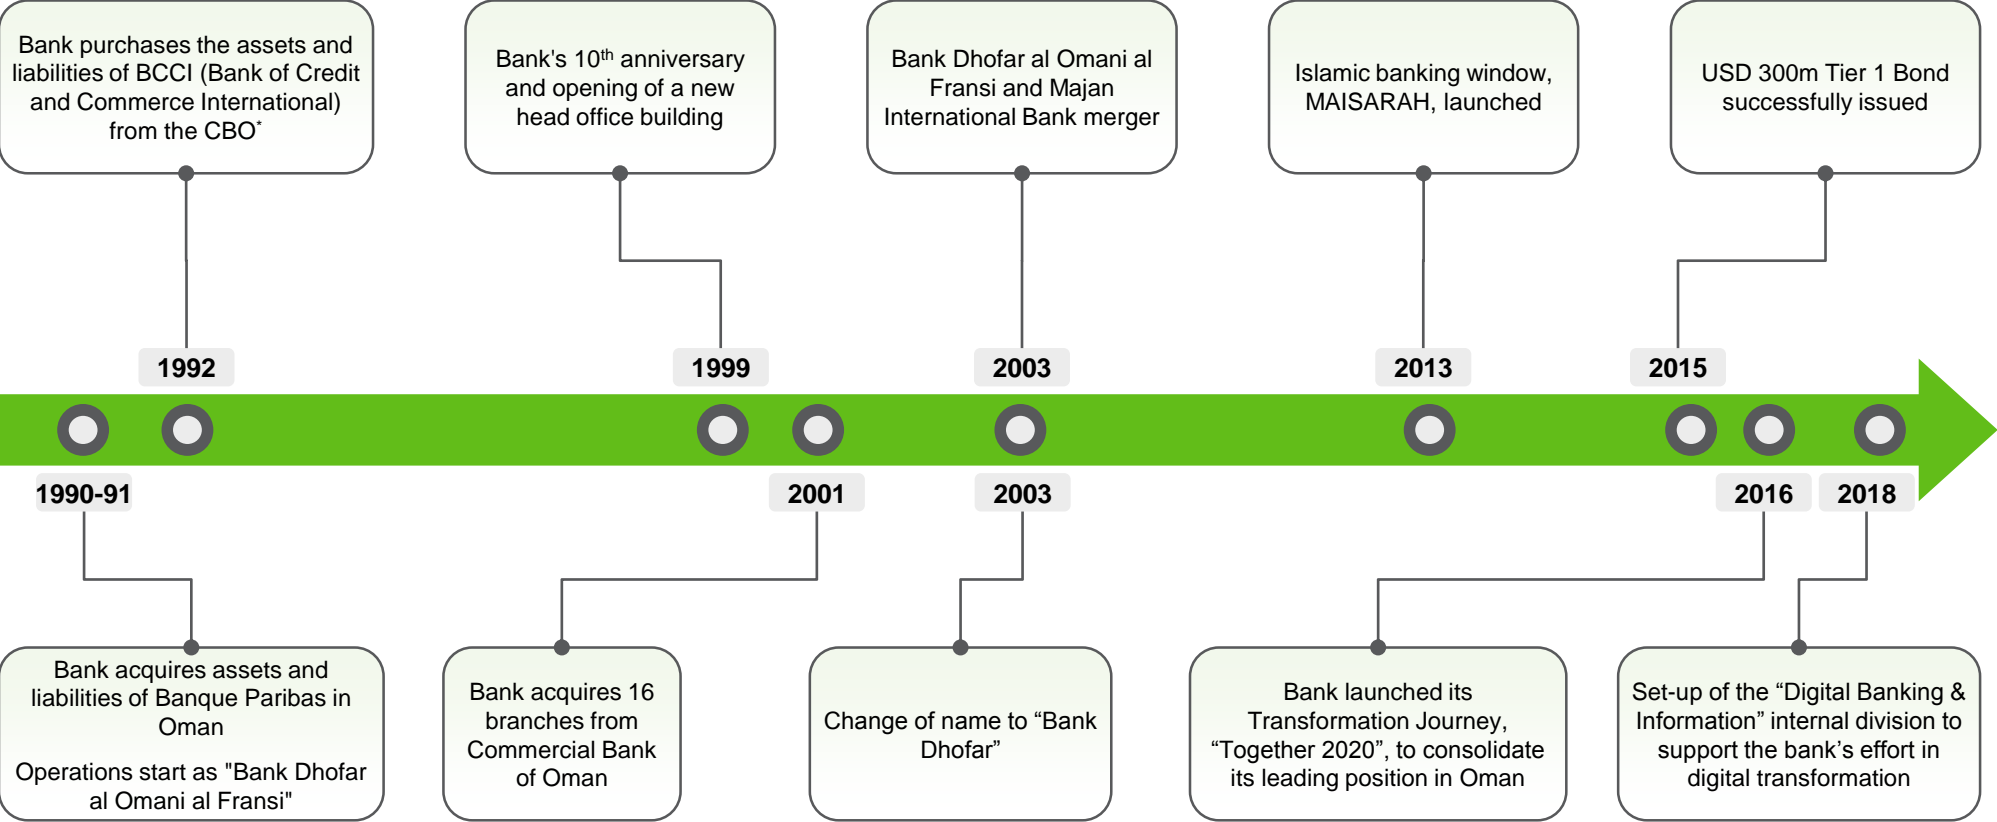 Bank purchases the assets and
liabilities of BCCI (Bank of Credit
and Commerce International)
from the CBO*
Bank's 10th anniversary
and opening of a new
head office building
Bank Dhofar al Omani al
Fransi and Majan
International Bank merger
Islamic banking window,
MAISARAH, launched
USD 300m Tier 1 Bond
successfully issued
1992
1999
2003
2013
2015
1990-91
2001
2003
2016
2018
Bank acquires assets and
liabilities of Banque Paribas in
Oman
Operations start as "Bank Dhofar
al Omani al Fransi"
Bank acquires 16
branches from
Commercial Bank
of Oman
Change of name to “Bank
Dhofar”
Bank launched its
Transformation Journey,
“Together 2020”, to consolidate
its leading position in Oman
Set-up of the “Digital Banking &
Information” internal division to
support the bank’s effort in
digital transformation